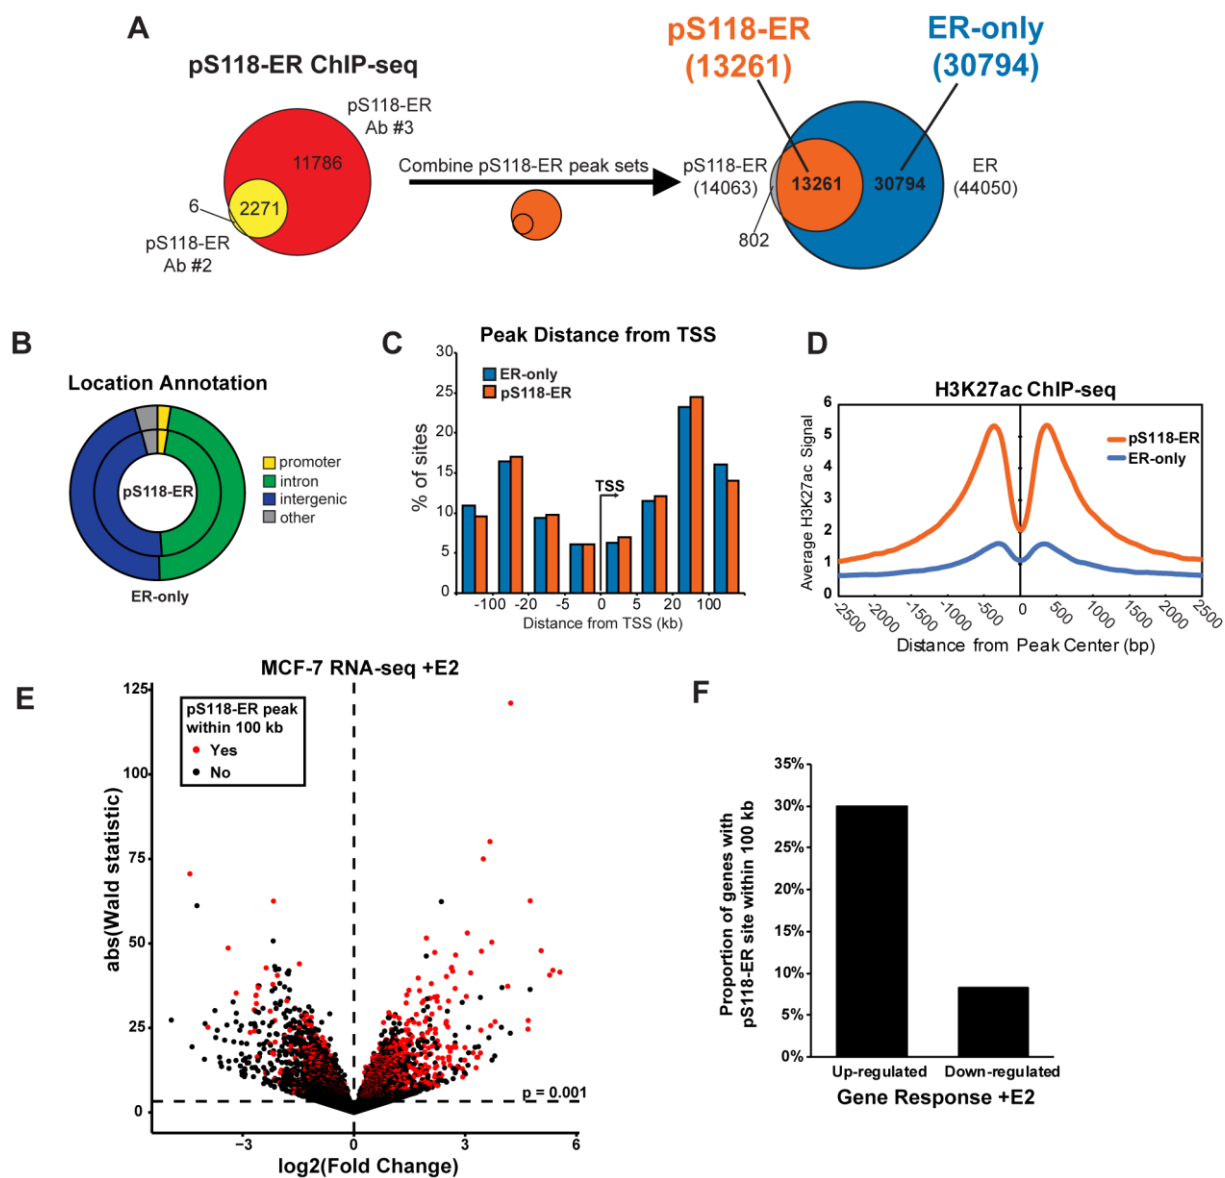 A
pS118-ER ChIP-seq
pS118-ER
Ab #3
11786
2271
6
pS118-ER
Ab #2
Combine pS118-ER peak sets
pS118-ER
(13261)
ER-only
(30794)
pS118-ER
(14063)
13261
30794
ER
(44050)
802
B
Location Annotation
pS118-ER
ER-only
promoter
intron
intergenic
other
C
Peak Distance from TSS
ER-only
pS118-ER
% of sites
30
25
20
15
10
5
0
TSS
-100
-20
-5
0
5
20
100
Distance from TSS (kb)
D
H3K27ac ChIP-seq
Average H3K27ac Signal
6
5
4
3
2
1
0
pS118-ER
ER-only
-2500
-2000
-1500
-1000
-500
0
500
1000
1500
2000
2500
Distance from Peak Center (bp)
E
MCF-7 RNA-seq +E2
abs(Wald statistic)
125
100
75
50
25
0
pS118-ER peak
within 100 kb
Yes
No
p = 0.001
−3
0
3
6
log2(Fold Change)
F
Proportion of genes with
pS118-ER site within 100 kb
35%
30%
25%
20%
15%
10%
5%
0%
Up-regulated
Down-regulated
Gene Response +E2